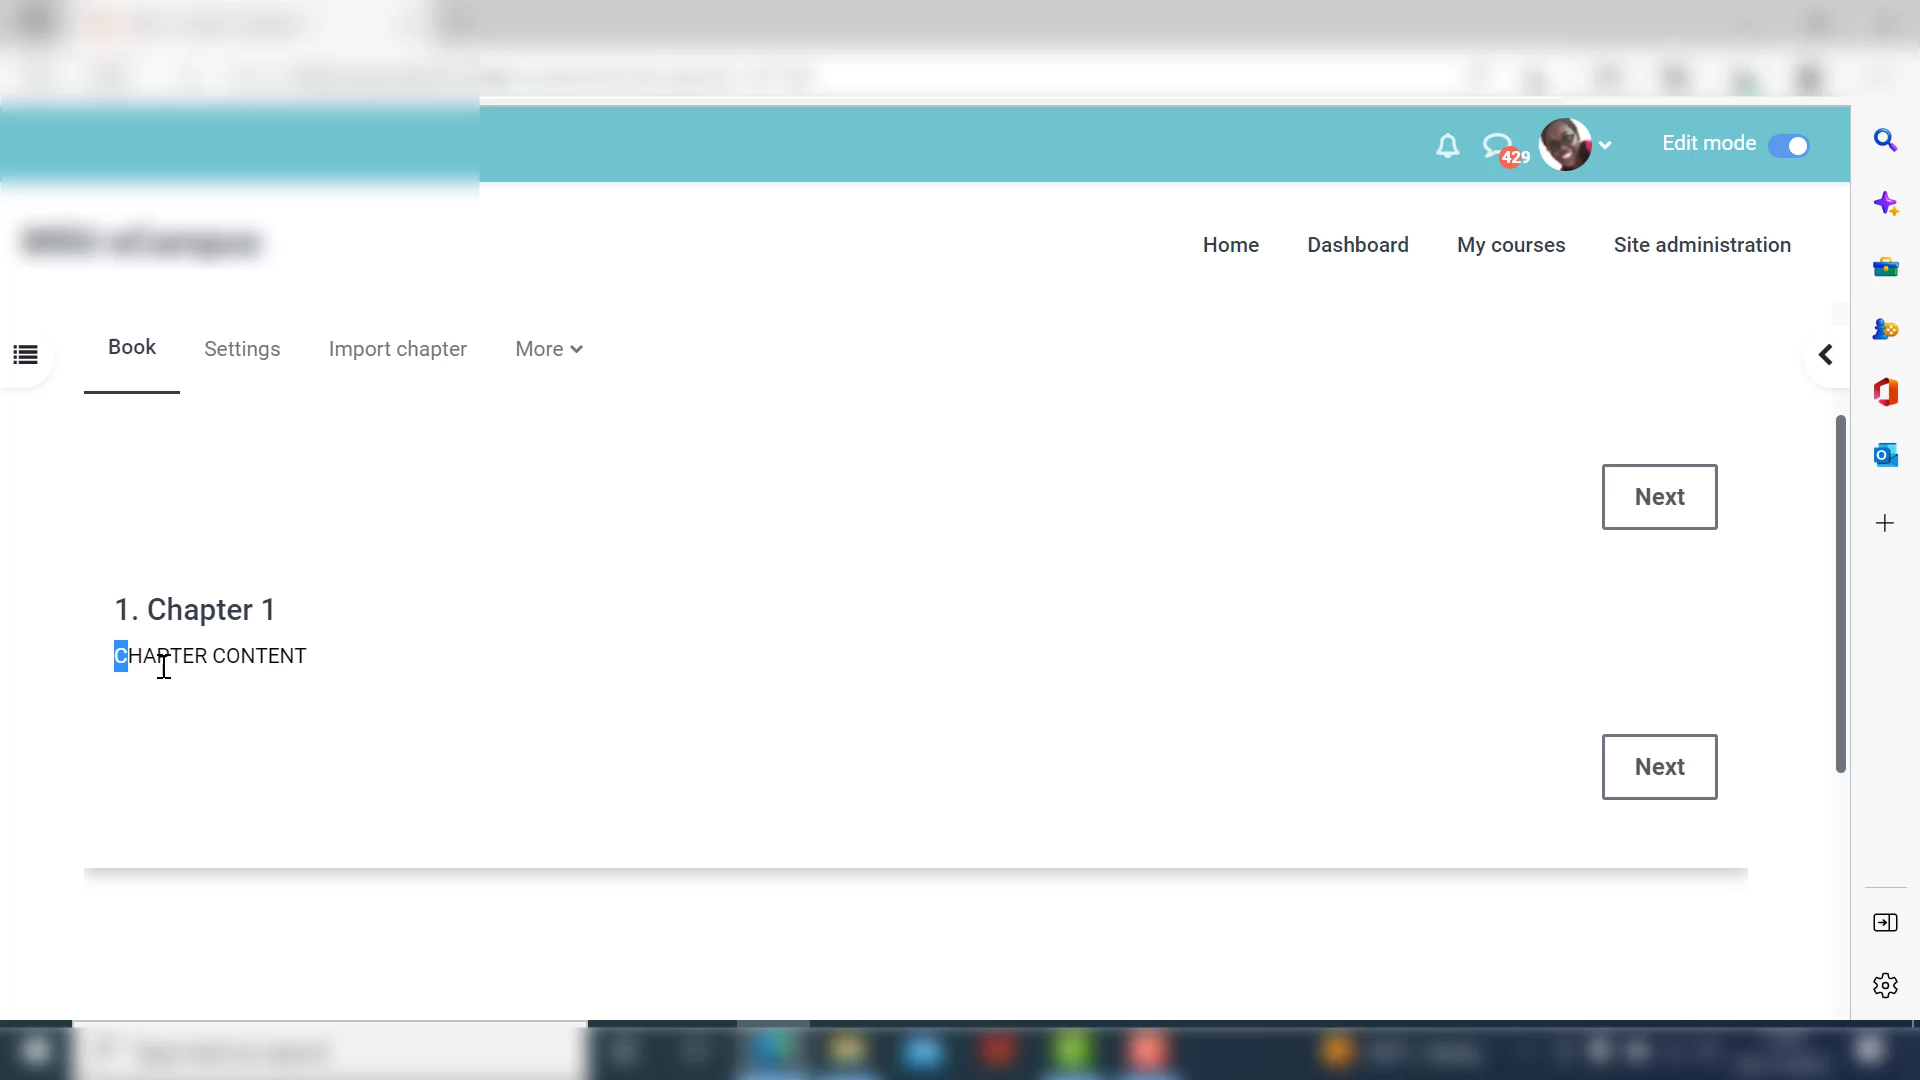 429
Edit mode
Home Dashboard My courses Site administration
Book Settings Import chapter More
Next
1. Chapter 1
CHAPTER CONTENT
Next